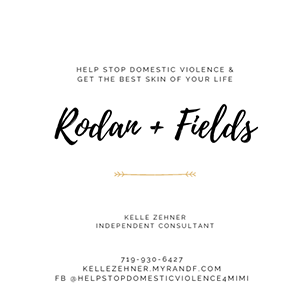 HELP STOP DOMESTIC VIOLENCE &
GET THE BEST SKIN OF YOUR LIFE
Rodan + Fields
KELLE ZEHNER
INDEPENDENT CONSULTANT
719-930-6427
KELLEZEHNER.MYRANDF.COM
FB @HELPSTOPDOMESTICVIOLENCE4MIMI